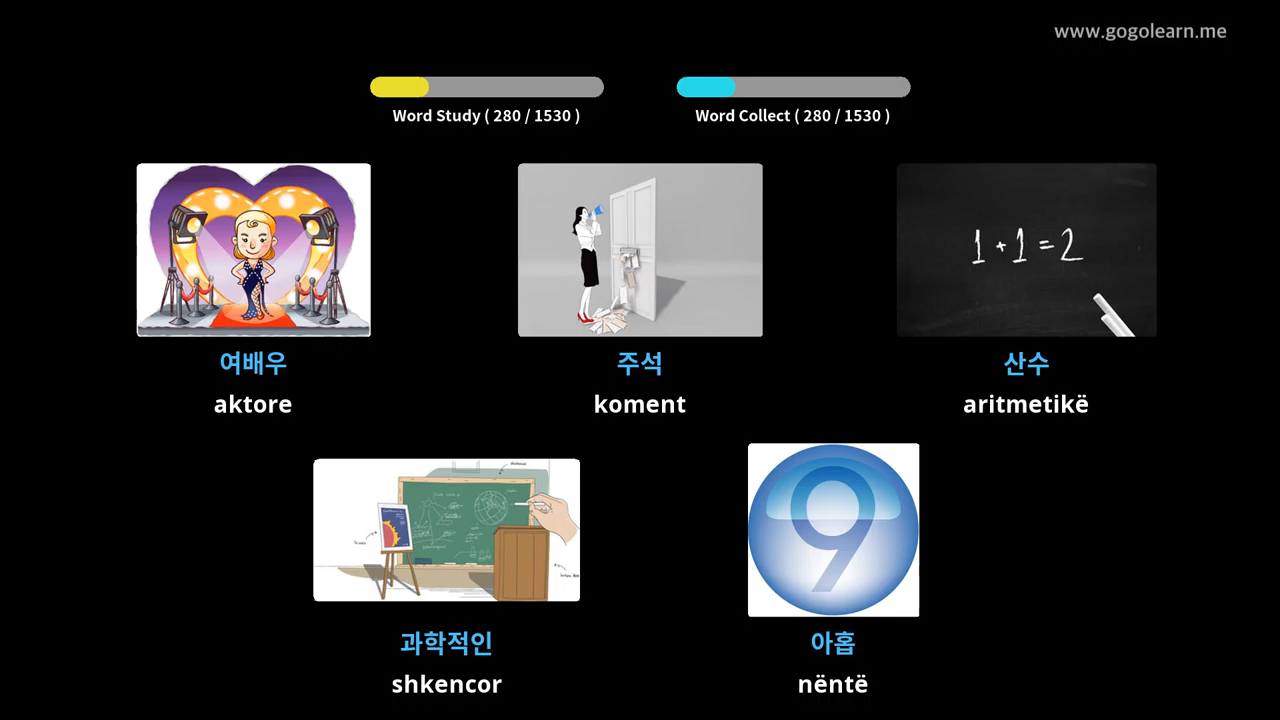 www.gogolearn.me
Word Study ( 280 / 1530 )
Word Collect ( 280 / 1530 )
1 + 1 = 2
여배우
주석
산수
aktore
koment
aritmetikë
9
과학적인
아홉
shkencor
nëntë